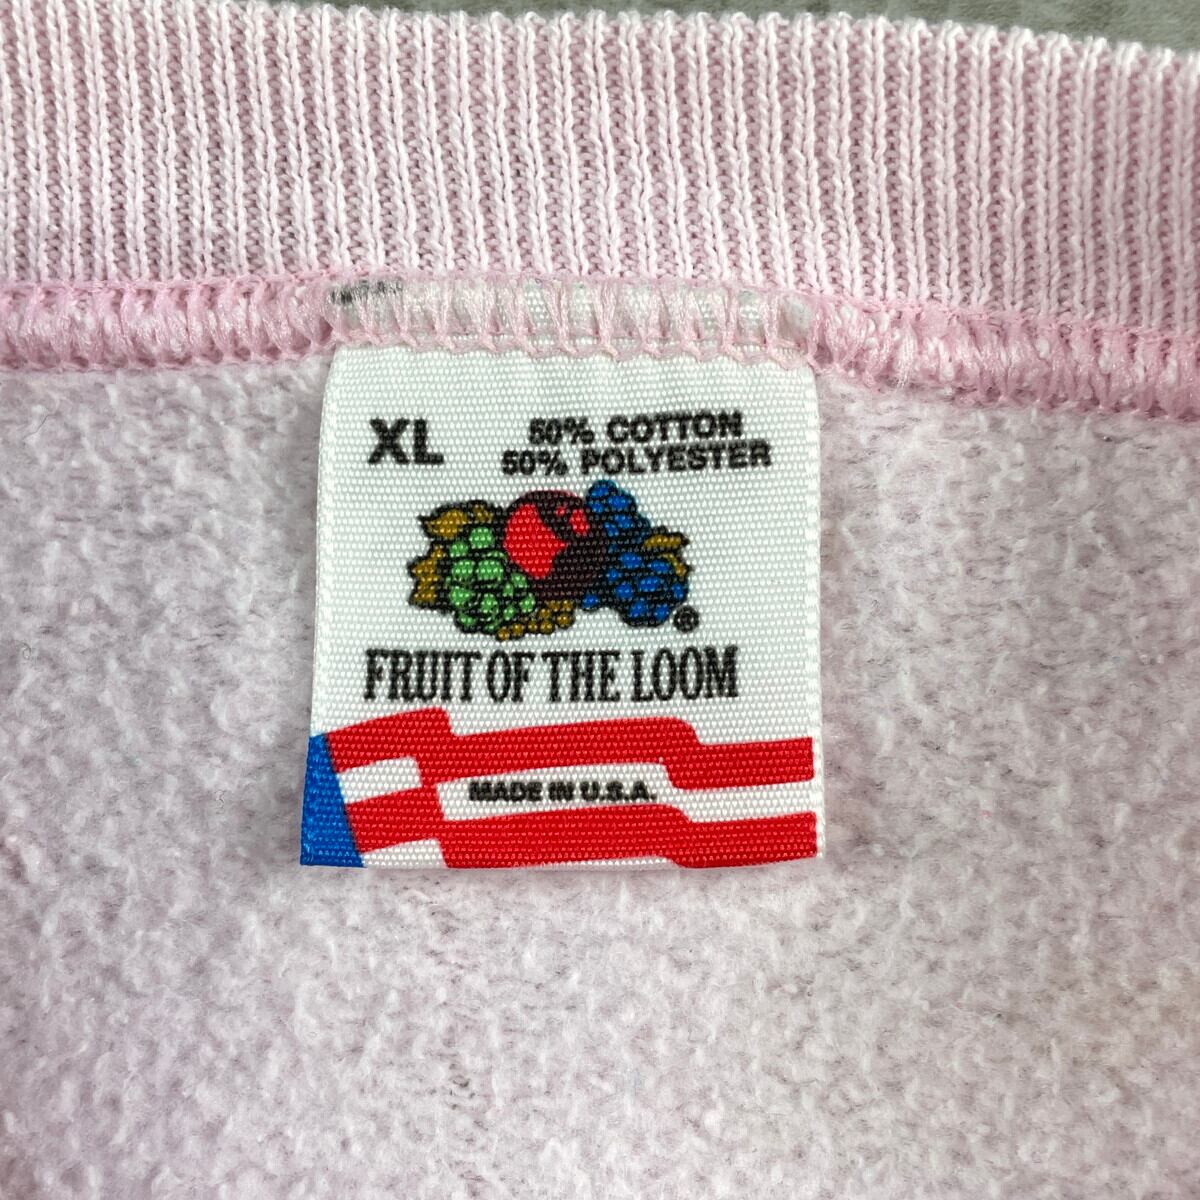 XL
50% COTTON
50% POLYESTER
®
FRUIT OF THE LOOM
MADE IN U.S.A.